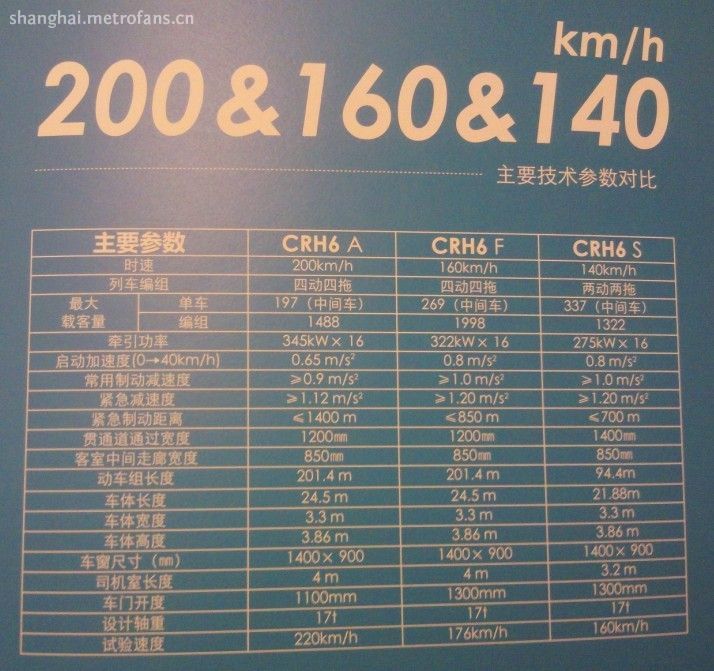 shanghai.metrofans.cn
km/h
200&160&140
主要技术参数对比
主要参数 CRH6 A CRH6 F CRH6 S
时速 200km/h 160km/h 140km/h
列车编组 四动四拖 四动四拖 两动两拖
最大载客量 单车 197（中间车） 269（中间车） 337（中间车）
编组 1488 1998 1322
牵引功率 345kW×16 322kW×16 275kW×16
启动加速度(0→40km/h) 0.65 m/s² 0.8 m/s² 0.8 m/s²
常用制动减速度 ≥0.9 m/s² ≥1.0 m/s² ≥1.0 m/s²
紧急减速度 ≥1.12 m/s² ≥1.20 m/s² ≥1.20 m/s²
紧急制动距离 ≤1400 m ≤850 m ≤700 m
贯通道通过宽度 1200mm 1200mm 1400mm
客室中间走廊宽度 850mm 850mm 850mm
动车组长度 201.4 m 201.4 m 94.4m
车体长度 24.5 m 24.5 m 21.88m
车体宽度 3.3 m 3.3 m 3.3 m
车体高度 3.86 m 3.86 m 3.86 m
车窗尺寸（mm） 1400×900 1400×900 1400×900
司机室长度 4 m 4 m 3.2 m
车门开度 1100mm 1300mm 1300mm
设计轴重 17t 17t 17t
试验速度 220km/h 176km/h 160km/h